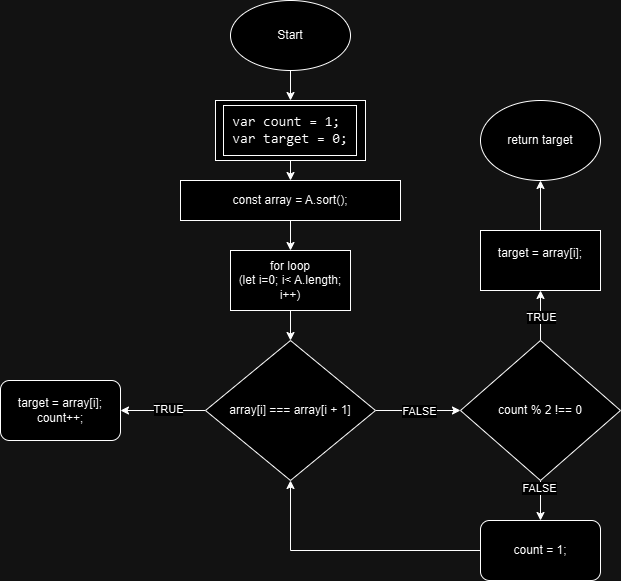 Start
var count = 1;
var target = 0;
const array = A.sort();
for loop
(let i=0; i< A.length;
i++)
array[i] === array[i + 1]
TRUE
target = array[i];
count++;
FALSE
count % 2 !== 0
TRUE
target = array[i];
return target
FALSE
count = 1;